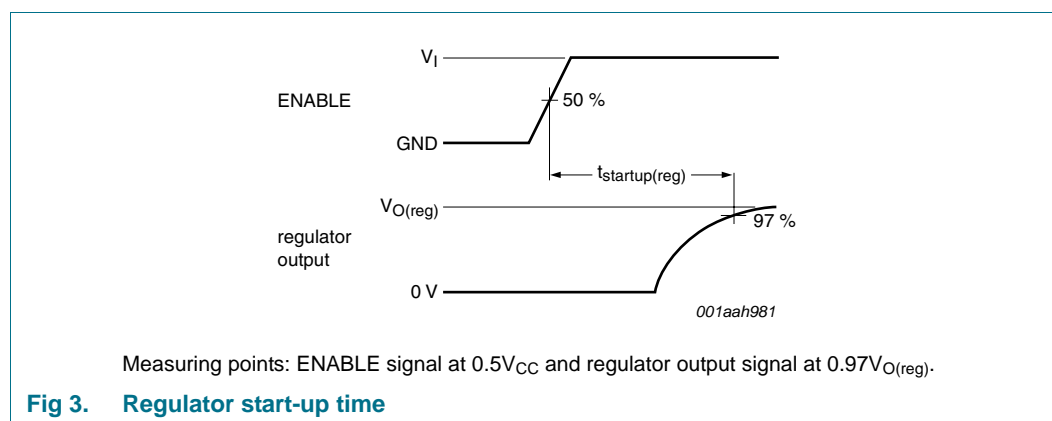 V_I
ENABLE
50 %
GND
t_startup(reg)
V_O(reg)
97 %
regulator
output
0 V
001aah981
Measuring points: ENABLE signal at 0.5V_CC and regulator output signal at 0.97V_O(reg).
Fig 3. Regulator start-up time